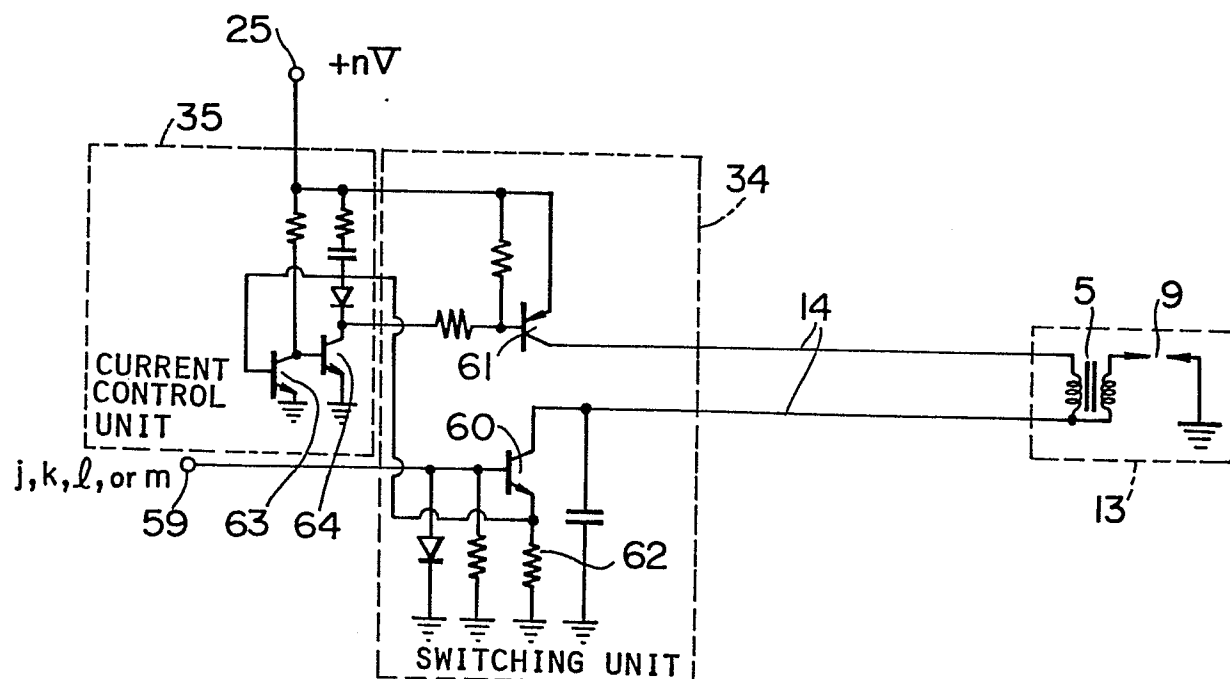 25
+nV
35
34
14
5
9
61
CURRENT
CONTROL
UNIT
60
j, k, ℓ, or m
59
63
64
62
13
SWITCHING UNIT